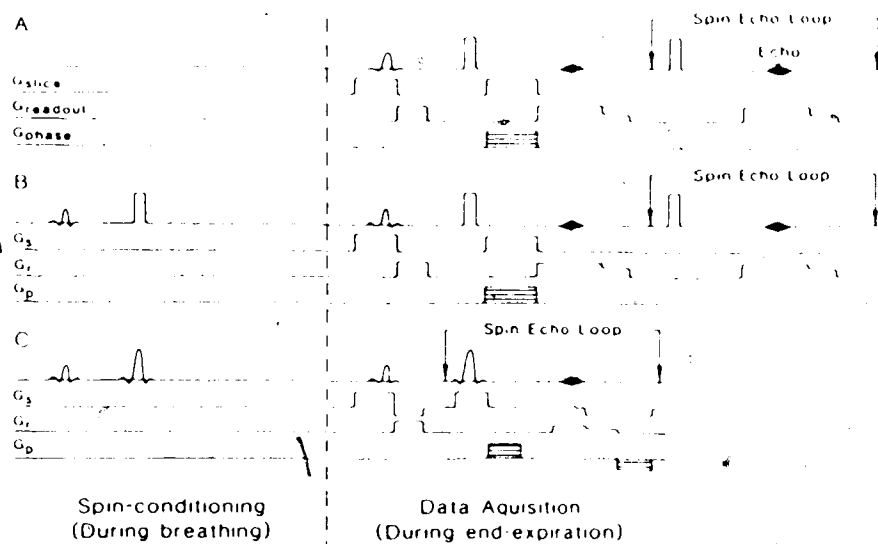 A
Spin Echo Loop
Echo
Gslice
Greadout
Gphase
B
Spin Echo Loop
Gs
Gr
Gp
C
Spin Echo Loop
Gs
Gr
Gp
Spin-conditioning
(During breathing)
Data Aquisition
(During end-expiration)